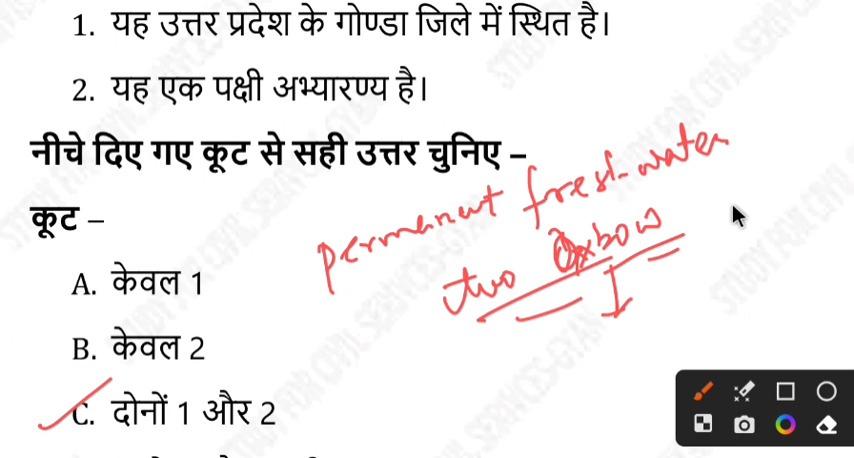 1. यह उत्तर प्रदेश के गोण्डा जिले में स्थित है।
2. यह एक पक्षी अभ्यारण्य है।
नीचे दिए गए कूट से सही उत्तर चुनिए –
कूट –
permanent fresh-water
two Oxbow
A. केवल 1
B. केवल 2
C. दोनों 1 और 2